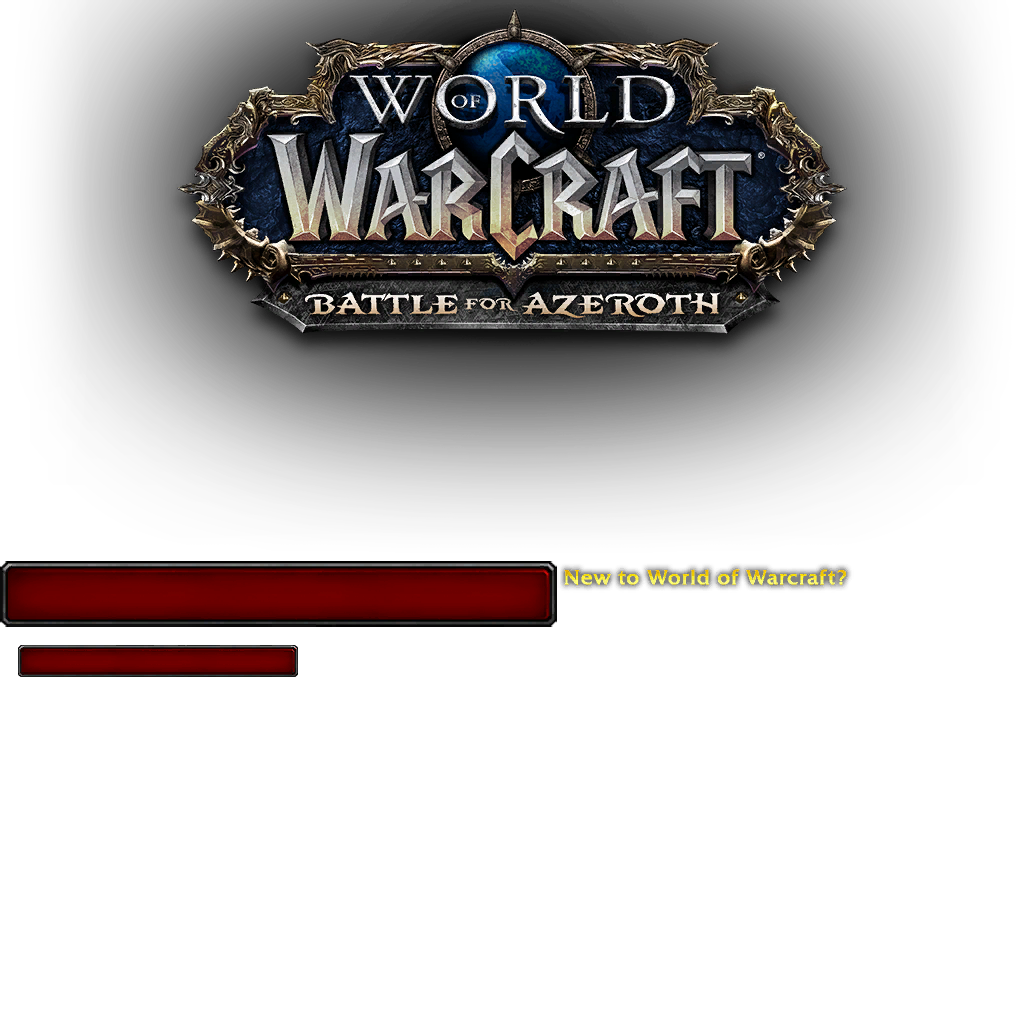 WORLD
OF
WARCRAFT®
BATTLE FOR AZEROTH
New to World of Warcraft?